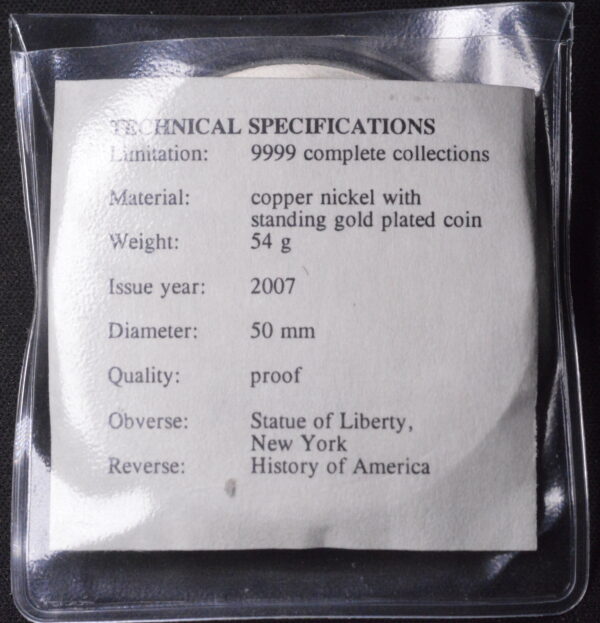 TECHNICAL SPECIFICATIONS
Limitation: 9999 complete collections
Material: copper nickel with
standing gold plated coin
Weight: 54 g
Issue year: 2007
Diameter: 50 mm
Quality: proof
Obverse: Statue of Liberty,
New York
Reverse: History of America